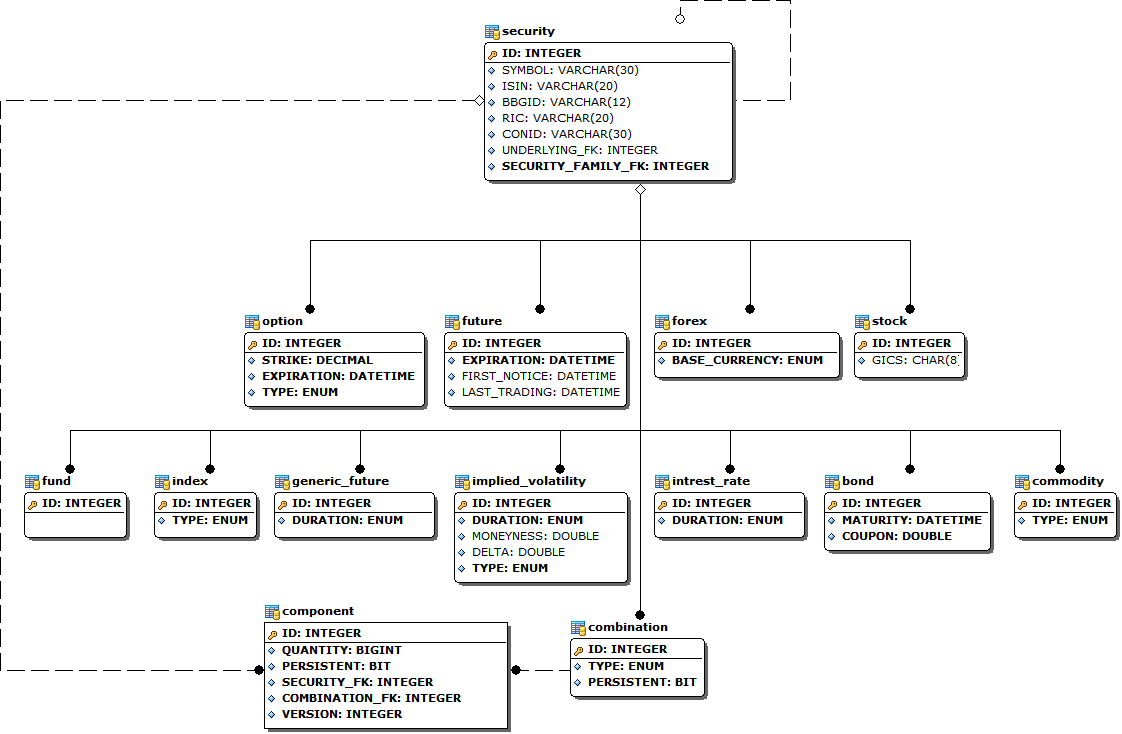 security
ID: INTEGER
SYMBOL: VARCHAR(30)
ISIN: VARCHAR(20)
BBGID: VARCHAR(12)
RIC: VARCHAR(20)
CONID: VARCHAR(30)
UNDERLYING_FK: INTEGER
SECURITY_FAMILY_FK: INTEGER
option
ID: INTEGER
STRIKE: DECIMAL
EXPIRATION: DATETIME
TYPE: ENUM
future
ID: INTEGER
EXPIRATION: DATETIME
FIRST_NOTICE: DATETIME
LAST_TRADING: DATETIME
forex
ID: INTEGER
BASE_CURRENCY: ENUM
stock
ID: INTEGER
GICS: CHAR(8)
fund
ID: INTEGER
index
ID: INTEGER
TYPE: ENUM
generic_future
ID: INTEGER
DURATION: ENUM
implied_volatility
ID: INTEGER
DURATION: ENUM
MONEYNESS: DOUBLE
DELTA: DOUBLE
TYPE: ENUM
intrest_rate
ID: INTEGER
DURATION: ENUM
bond
ID: INTEGER
MATURITY: DATETIME
COUPON: DOUBLE
commodity
ID: INTEGER
TYPE: ENUM
component
ID: INTEGER
QUANTITY: BIGINT
PERSISTENT: BIT
SECURITY_FK: INTEGER
COMBINATION_FK: INTEGER
VERSION: INTEGER
combination
ID: INTEGER
TYPE: ENUM
PERSISTENT: BIT